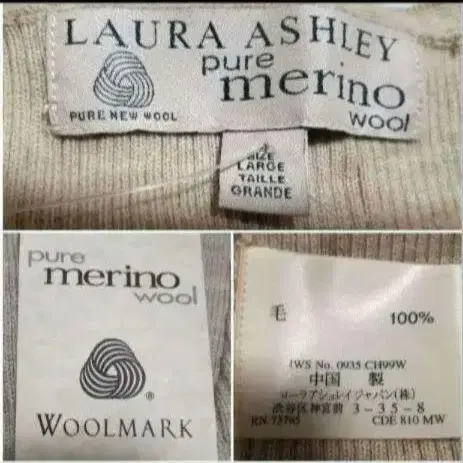 LAURA ASHLEY
pure
merino
wool
PURE NEW WOOL
SIZE
LARGE
TAILLE
GRANDE
pure
merino
wool
®
WOOLMARK
毛 100%
IWS No. 0935 CH99W
中国 製
ローラアシュレイジャパン(株)
渋谷区神宮前 3-35-8
RN 73765
CDE 810 MW